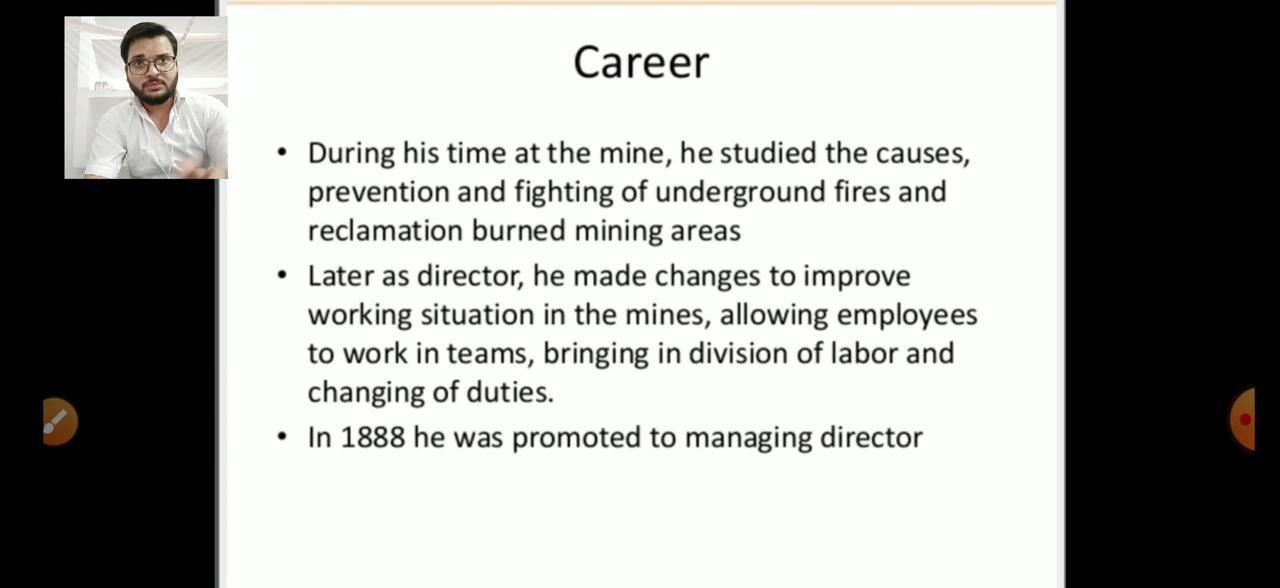 Career
• During his time at the mine, he studied the causes,
prevention and fighting of underground fires and
reclamation burned mining areas
• Later as director, he made changes to improve
working situation in the mines, allowing employees
to work in teams, bringing in division of labor and
changing of duties.
• In 1888 he was promoted to managing director